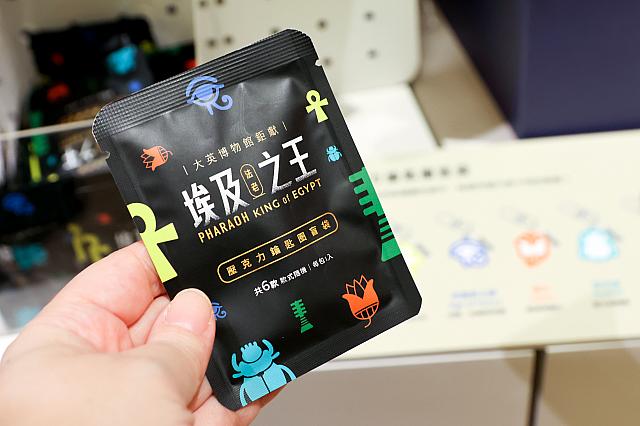 大英博物館鉅獻
埃及法老之王
PHARAOH KING of EGYPT
壓克力鑰匙圈盲袋
共6款 款式隨機 | 每包1入